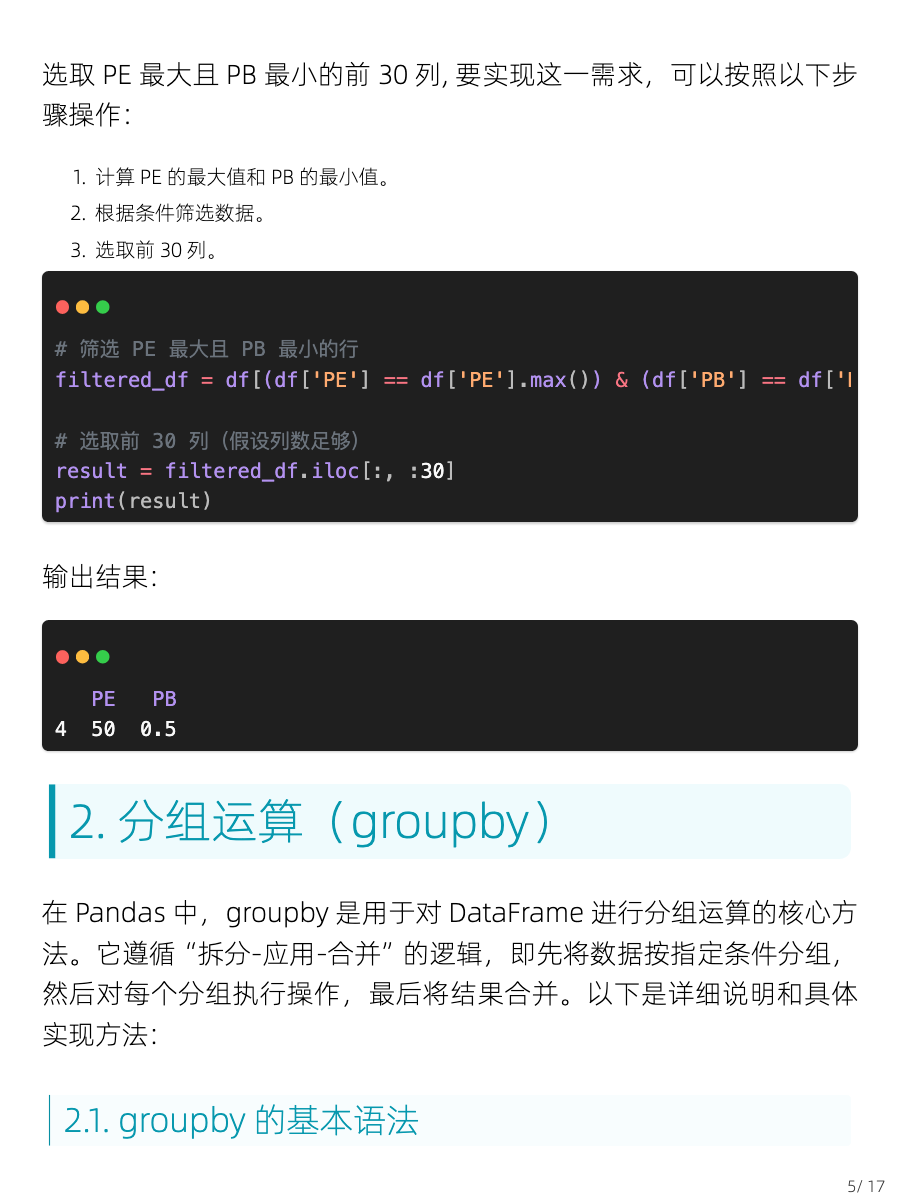 选取 PE 最大且 PB 最小的前 30 列, 要实现这一需求，可以按照以下步
骤操作：
1. 计算 PE 的最大值和 PB 的最小值。
2. 根据条件筛选数据。
3. 选取前 30 列。
# 筛选 PE 最大且 PB 最小的行
filtered_df = df[(df['PE'] == df['PE'].max()) & (df['PB'] == df['
# 选取前 30 列（假设列数足够）
result = filtered_df.iloc[:, :30]
print(result)
输出结果：
PE PB
4 50 0.5
2. 分组运算（groupby）
在 Pandas 中，groupby 是用于对 DataFrame 进行分组运算的核心方
法。它遵循“拆分-应用-合并”的逻辑，即先将数据按指定条件分组，
然后对每个分组执行操作，最后将结果合并。以下是详细说明和具体
实现方法：
2.1. groupby 的基本语法
5/ 17